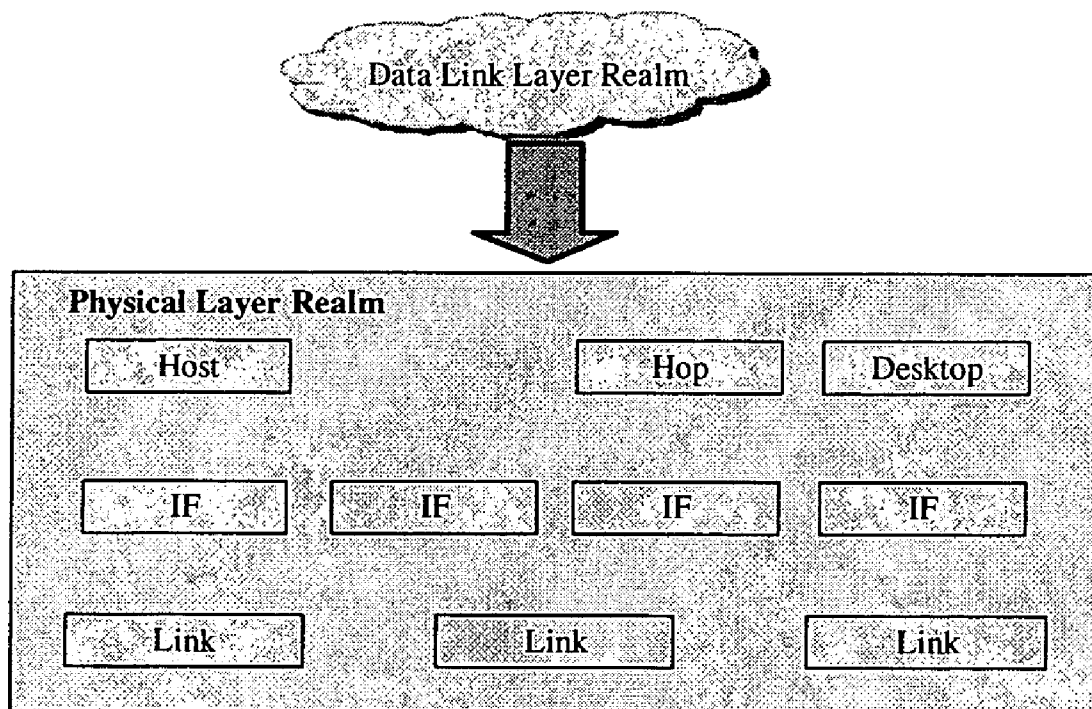 Data Link Layer Realm
Physical Layer Realm
Host Hop Desktop
IF IF IF IF
Link Link Link